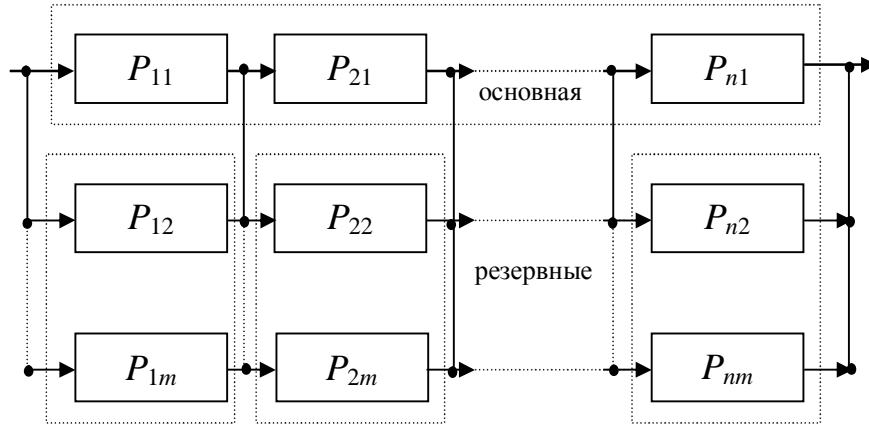 P₁₁ P₂₁ Pₙ₁
основная
P₁₂ P₂₂ Pₙ₂
резервные
P₁ₘ P₂ₘ Pₙₘ